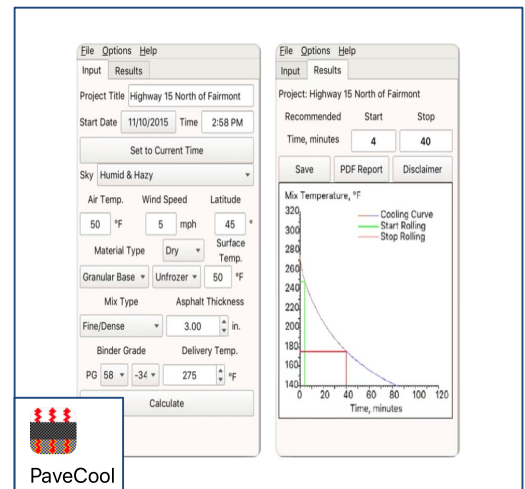 File Options Help
Input Results
Project Title Highway 15 North of Fairmont
Start Date 11/10/2015 Time 2:58 PM
Set to Current Time
Sky Humid & Hazy
Air Temp. Wind Speed Latitude
50 °F 5 mph 45 °
Material Type Dry Surface Temp.
Granular Base Unfrozer 50 °F
Mix Type Asphalt Thickness
Fine/Dense 3.00 in.
Binder Grade Delivery Temp.
PG 58 -34 275 °F
Calculate
PaveCool
File Options Help
Input Results
Project: Highway 15 North of Fairmont
Recommended Start Stop
Time, minutes 4 40
Save PDF Report Disclaimer
Mix Temperature, °F
Cooling Curve
Start Rolling
Stop Rolling
320
300
280
260
240
220
200
180
160
140
0 20 40 60 80 100 120
Time, minutes